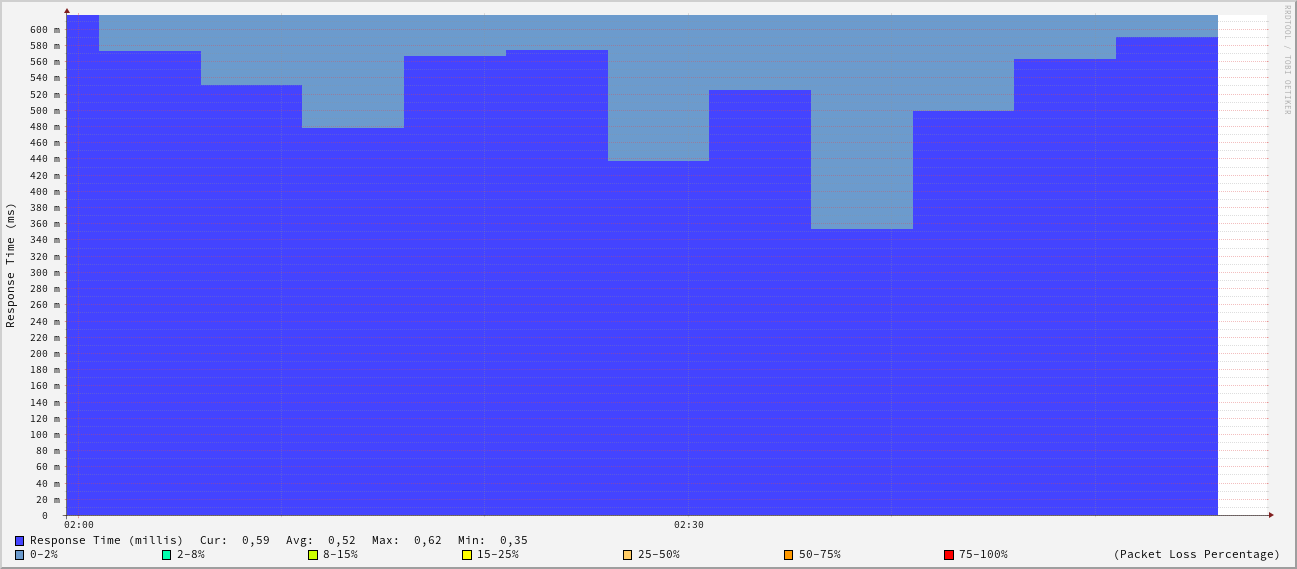 RRDTOOL / TOBI OETIKER
Response Time (ms)
600 m
580 m
560 m
540 m
520 m
500 m
480 m
460 m
440 m
420 m
400 m
380 m
360 m
340 m
320 m
300 m
280 m
260 m
240 m
220 m
200 m
180 m
160 m
140 m
120 m
100 m
80 m
60 m
40 m
20 m
0
02:00 02:30
Response Time (millis) Cur: 0,59 Avg: 0,52 Max: 0,62 Min: 0,35
0-2% 2-8% 8-15% 15-25% 25-50% 50-75% 75-100% (Packet Loss Percentage)